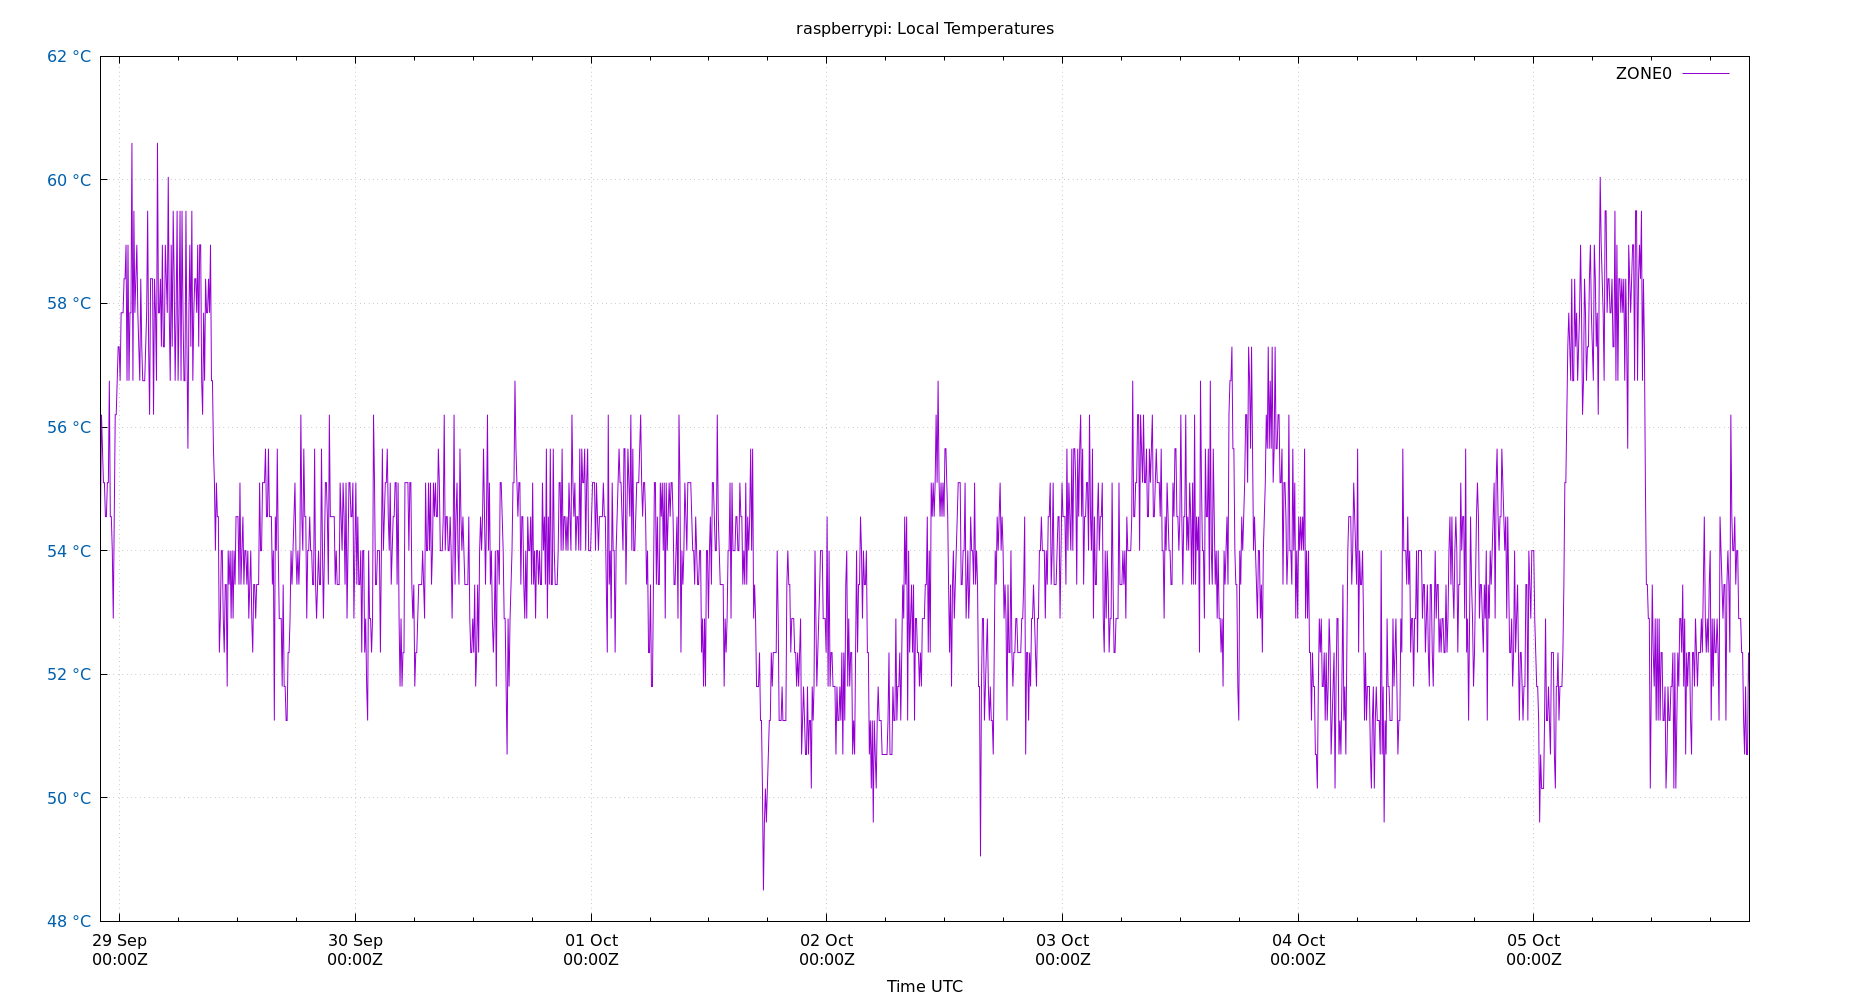 raspberrypi: Local Temperatures
62 °C
ZONE0
60 °C
58 °C
56 °C
54 °C
52 °C
50 °C
48 °C
29 Sep 30 Sep 01 Oct 02 Oct 03 Oct 04 Oct 05 Oct
00:00Z 00:00Z 00:00Z 00:00Z 00:00Z 00:00Z 00:00Z
Time UTC